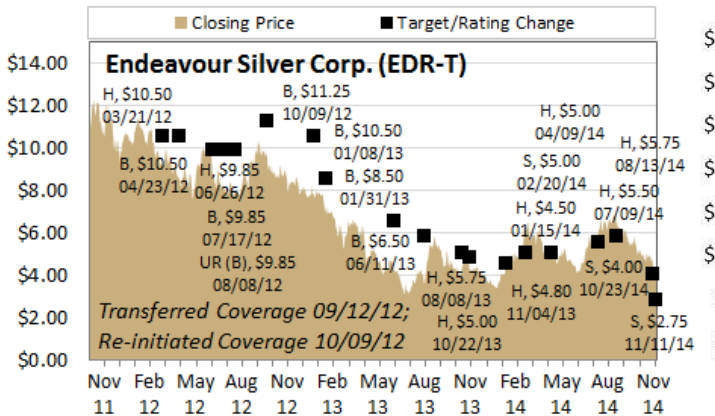 Closing Price Target/Rating Change
$14.00
$12.00
$10.00
$8.00
$6.00
$4.00
$2.00
$0.00
Endeavour Silver Corp. (EDR-T)
H, $10.50
03/21/12
B, $10.50
04/23/12
H, $9.85
06/26/12
B, $9.85
07/17/12
UR (B), $9.85
08/08/12
B, $11.25
10/09/12
B, $10.50
01/08/13
B, $8.50
01/31/13
B, $6.50
06/11/13
H, $5.75
08/08/13
H, $5.00
10/22/13
H, $4.80
11/04/13
H, $4.50
01/15/14
S, $5.00
02/20/14
H, $5.00
04/09/14
H, $5.50
07/09/14
H, $5.75
08/13/14
S, $4.00
10/23/14
S, $2.75
11/11/14
Transferred Coverage 09/12/12;
Re-initiated Coverage 10/09/12
Nov Feb May Aug Nov Feb May Aug Nov Feb May Aug Nov
11 12 12 12 12 13 13 13 13 14 14 14 14
$
$
$
$
$
$